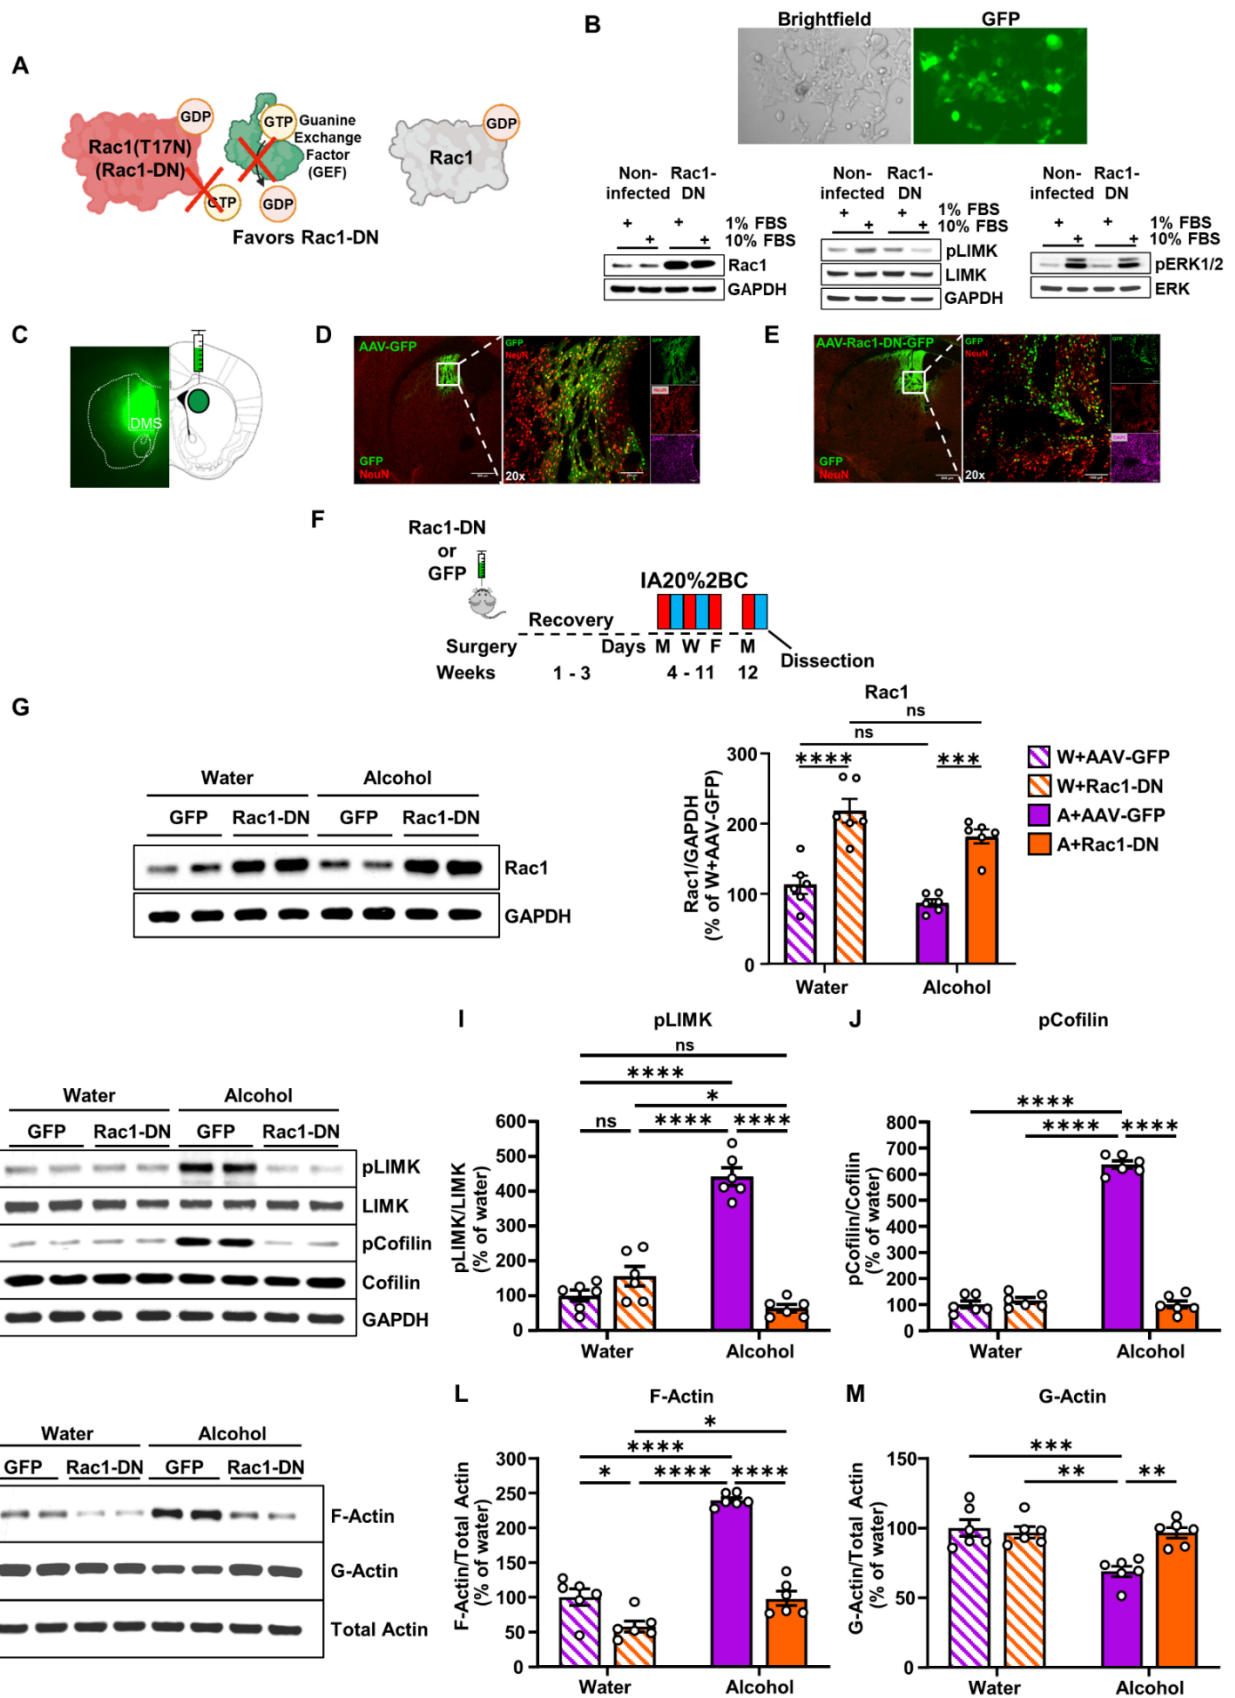 A
GDP
GTP
Guanine
Exchange
Factor
(GEF)
Rac1(T17N)
(Rac1-DN)
GTP
GDP
Favors Rac1-DN
Rac1
GDP
B
Brightfield
GFP
Non-
infected
Rac1-
DN
+ +
1% FBS
+ +
10% FBS
Rac1
GAPDH
Non-
infected
Rac1-
DN
+ +
1% FBS
+ +
10% FBS
pLIMK
LIMK
GAPDH
Non-
infected
Rac1-
DN
+ +
1% FBS
+ +
10% FBS
pERK1/2
ERK
C
DMS
D
AAV-GFP
GFP
NeuN
GFP
NeuN
20x
GFP
NeuN
E
AAV-Rac1-DN-GFP
GFP
NeuN
GFP
NeuN
20x
GFP
NeuN
DAPI
F
Rac1-DN
or
GFP
IA20%2BC
Recovery
Surgery
Days M W F M
Dissection
Weeks 1 - 3 4 - 11 12
G
Water Alcohol
GFP Rac1-DN GFP Rac1-DN
Rac1
GAPDH
Rac1
ns
ns
**** ***
Rac1/GAPDH
(% of W+AAV-GFP)
300
200
100
0
Water Alcohol
W+AAV-GFP
W+Rac1-DN
A+AAV-GFP
A+Rac1-DN
Water Alcohol
GFP Rac1-DN GFP Rac1-DN
pLIMK
LIMK
pCofilin
Cofilin
GAPDH
I
pLIMK
ns
****
*
ns **** ****
pLIMK/LIMK
(% of water)
600
400
300
200
100
0
Water Alcohol
J
pCofilin
****
**** ****
pCofilin/Cofilin
(% of water)
800
700
600
500
400
300
200
100
0
Water Alcohol
Water Alcohol
GFP Rac1-DN GFP Rac1-DN
F-Actin
G-Actin
Total Actin
L
F-Actin
*
****
* **** ****
F-Actin/Total Actin
(% of water)
300
250
200
150
100
50
0
Water Alcohol
M
G-Actin
***
** **
G-Actin/Total Actin
(% of water)
150
100
50
0
Water Alcohol